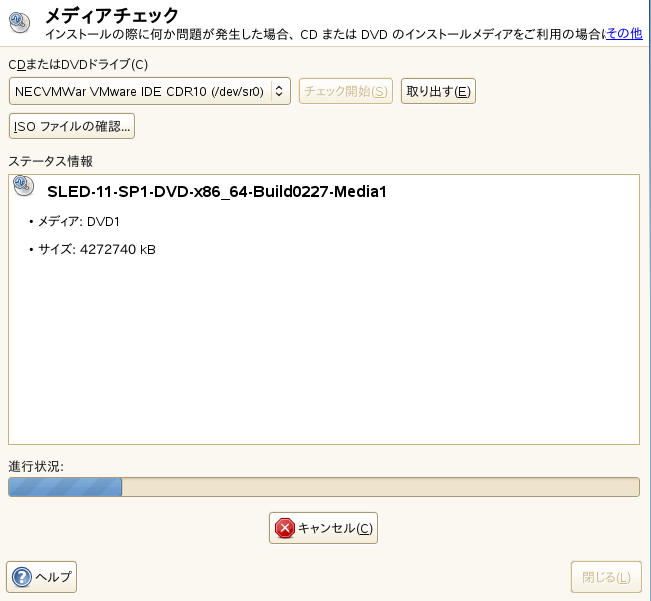 メディアチェック
インストールの際に何か問題が発生した場合、CD または DVD のインストールメディアをご利用の場合は その他
CDまたはDVDドライブ(C)
NECVMWar VMware IDE CDR10 (/dev/sr0) チェック開始(S) 取り出す(E)
ISO ファイルの確認...
ステータス情報
SLED-11-SP1-DVD-x86_64-Build0227-Media1
• メディア: DVD1
• サイズ: 4272740 kB
進行状況:
キャンセル(C)
ヘルプ 閉じる(L)